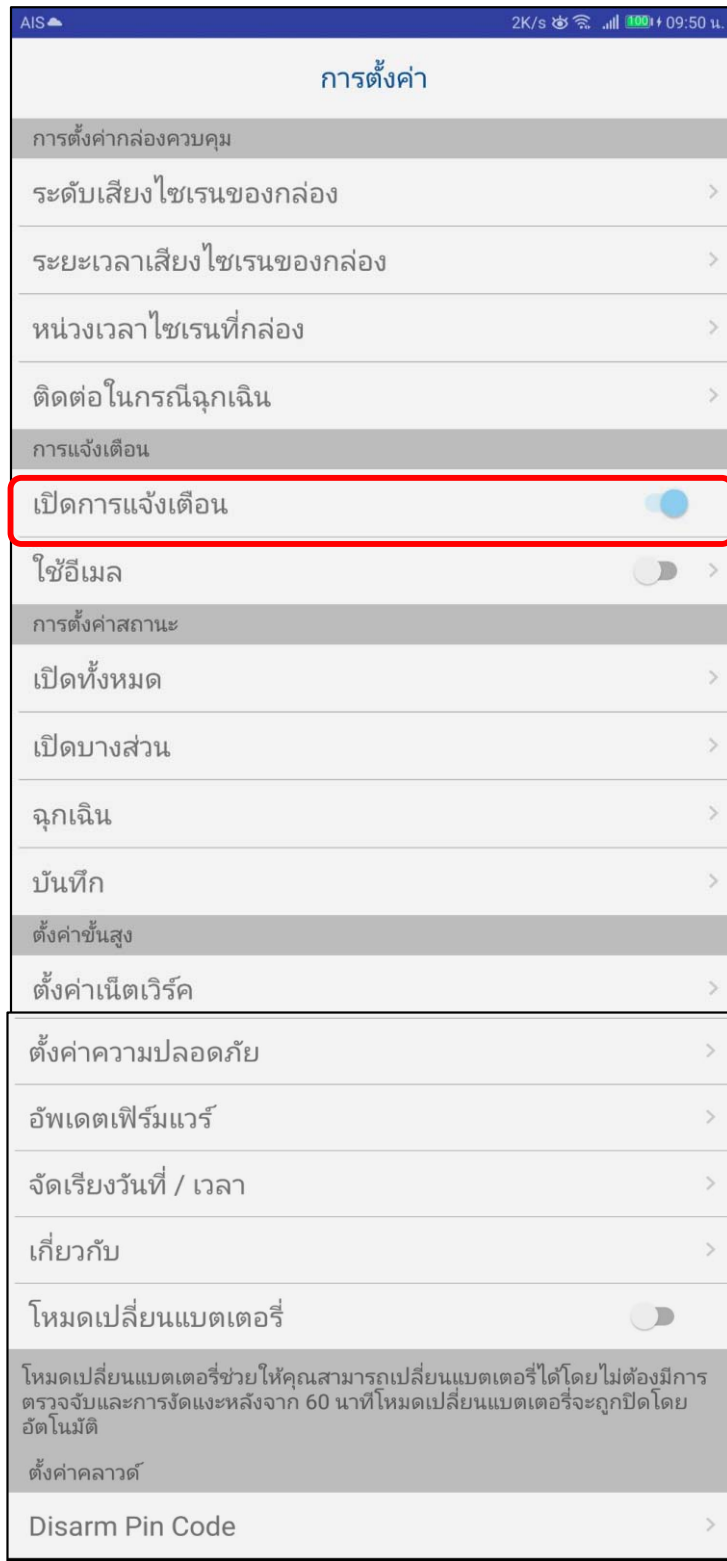 AIS 2K/s 100 09:50 น.
การตั้งค่า
การตั้งค่ากล่องควบคุม
ระดับเสียงไซเรนของกล่อง
ระยะเวลาเสียงไซเรนของกล่อง
หน่วงเวลาไซเรนที่กล่อง
ติดต่อในกรณีฉุกเฉิน
การแจ้งเตือน
เปิดการแจ้งเตือน
ใช้อีเมล
การตั้งค่าสถานะ
เปิดทั้งหมด
เปิดบางส่วน
ฉุกเฉิน
บันทึก
ตั้งค่าขั้นสูง
ตั้งค่าเน็ตเวิร์ค
ตั้งค่าความปลอดภัย
อัพเดตเฟิร์มแวร์
จัดเรียงวันที่ / เวลา
เกี่ยวกับ
โหมดเปลี่ยนแบตเตอรี่
โหมดเปลี่ยนแบตเตอรี่ช่วยให้คุณสามารถเปลี่ยนแบตเตอรี่ได้โดยไม่ต้องมีการ
ตรวจจับและการงัดแงะหลังจาก 60 นาทีโหมดเปลี่ยนแบตเตอรี่จะถูกปิดโดย
อัตโนมัติ
ตั้งค่าคลาวด์
Disarm Pin Code